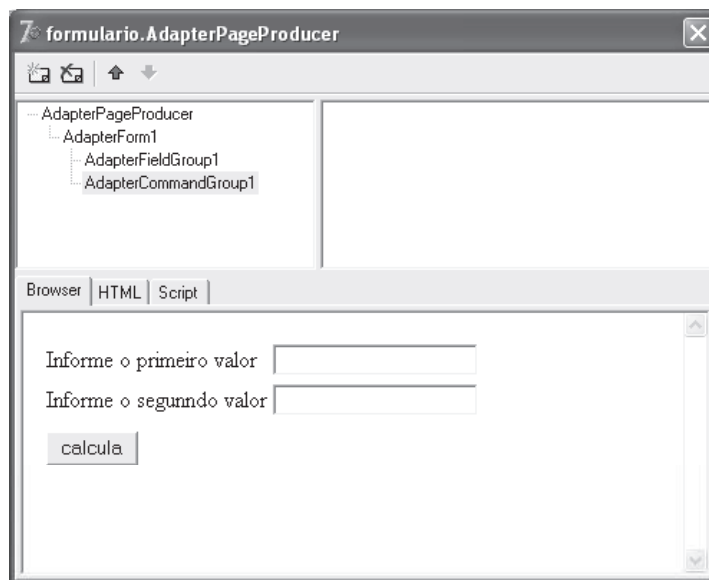 formulario.AdapterPageProducer
AdapterPageProducer
AdapterForm1
AdapterFieldGroup1
AdapterCommandGroup1
Browser HTML Script
Informe o primeiro valor
Informe o segunndo valor
calcula